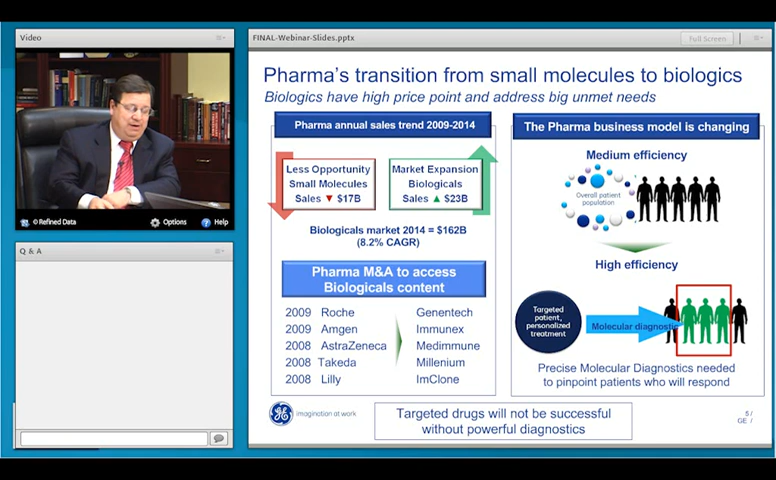 Video
FINAL-Webinar-Slides.pptx
Full Screen
Pharma's transition from small molecules to biologics
Biologics have high price point and address big unmet needs
Pharma annual sales trend 2009-2014
Less Opportunity
Small Molecules
Sales ▼ $17B
Market Expansion
Biologicals
Sales ▲ $23B
Biologicals market 2014 = $162B
(8.2% CAGR)
Pharma M&A to access
Biologicals content
2009 Roche Genentech
2009 Amgen Immunex
2008 AstraZeneca Medimmune
2008 Takeda Millenium
2008 Lilly ImClone
The Pharma business model is changing
Medium efficiency
Overall patient
population
High efficiency
Targeted
patient,
personalized
treatment
Molecular diagnostic
Precise Molecular Diagnostics needed
to pinpoint patients who will respond
GE imagination at work
Targeted drugs will not be successful
without powerful diagnostics
5 /
GE /
© Refined Data
Options
Help
Q & A